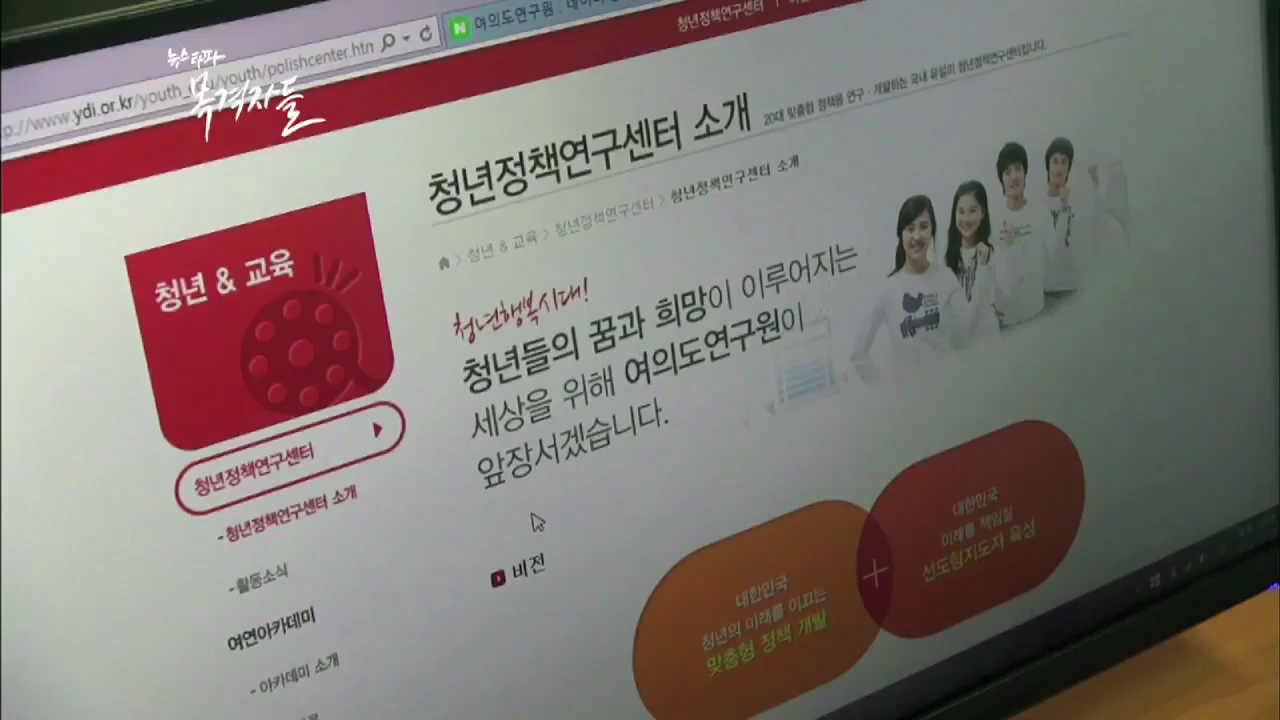 뉴스타파
목격자들
www.ydi.or.kr/youth_
/youth/polishcenter.htm
여의도연구원
청년정책연구센터
청년정책연구센터 소개
20대 맞춤형 정책을 연구 · 개발하는 국내 유일의 청년정책연구센터입니다.
청년 & 교육 > 청년정책연구센터 > 청년정책연구센터 소개
청년 & 교육
청년행복시대!
청년들의 꿈과 희망이 이루어지는
세상을 위해 여의도연구원이
앞장서겠습니다.
청년정책연구센터
- 청년정책연구센터 소개
- 활동소식
여연아카데미
- 아카데미 소개
비전
대한민국
청년의 미래를 이끄는
맞춤형 정책 개발
+
대한민국
미래를 책임질
선도형지도자 육성